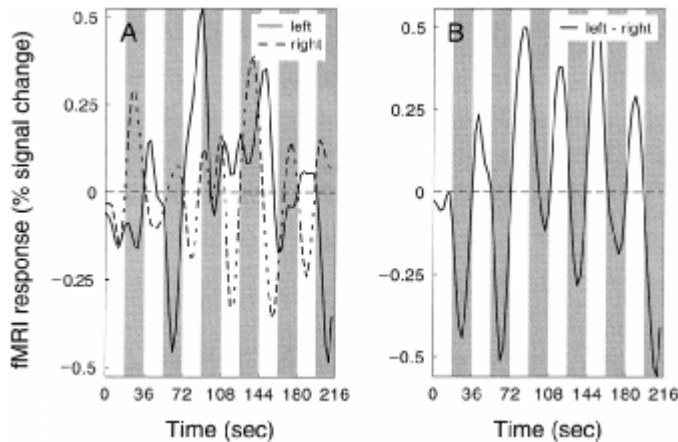 A
left
right
B
left - right
fMRI response (% signal change)
0.5
0.25
0
−0.25
−0.5
0.5
0.25
0
−0.25
−0.5
0 36 72 108 144 180 216
0 36 72 108 144 180 216
Time (sec)
Time (sec)